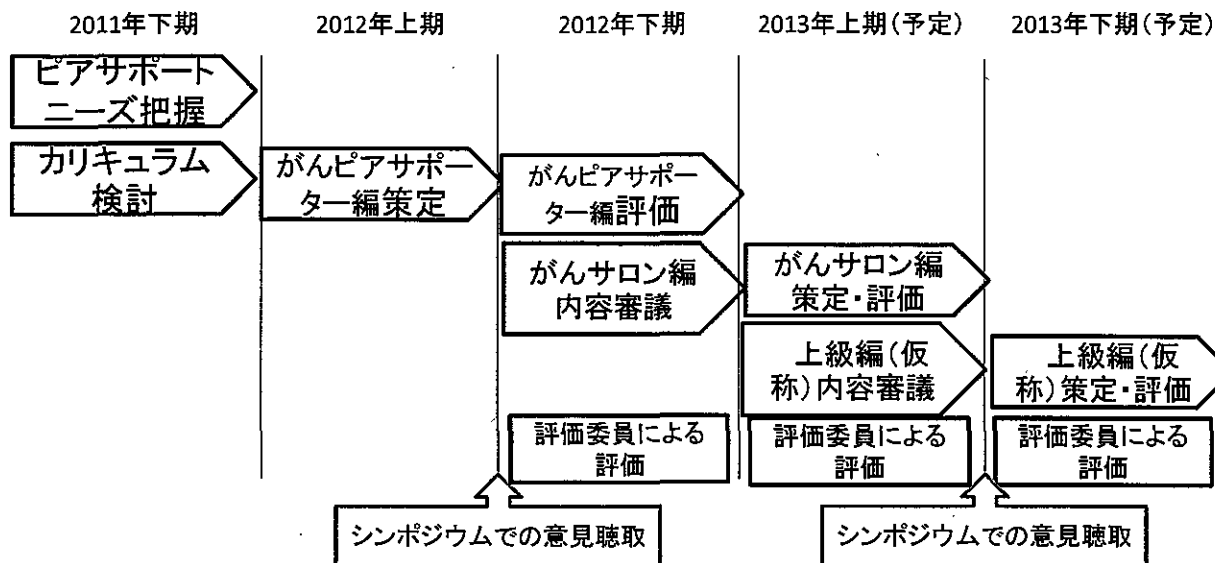 2011年下期 2012年上期 2012年下期 2013年上期(予定) 2013年下期(予定)
ピアサポート
ニーズ把握
カリキュラム
検討
がんピアサポー
ター編策定
がんピアサポー
ター編評価
がんサロン編
内容審議
がんサロン編
策定・評価
上級編(仮
称)内容審議
上級編(仮
称)策定・評価
評価委員による
評価
評価委員による
評価
評価委員による
評価
シンポジウムでの意見聴取
シンポジウムでの意見聴取